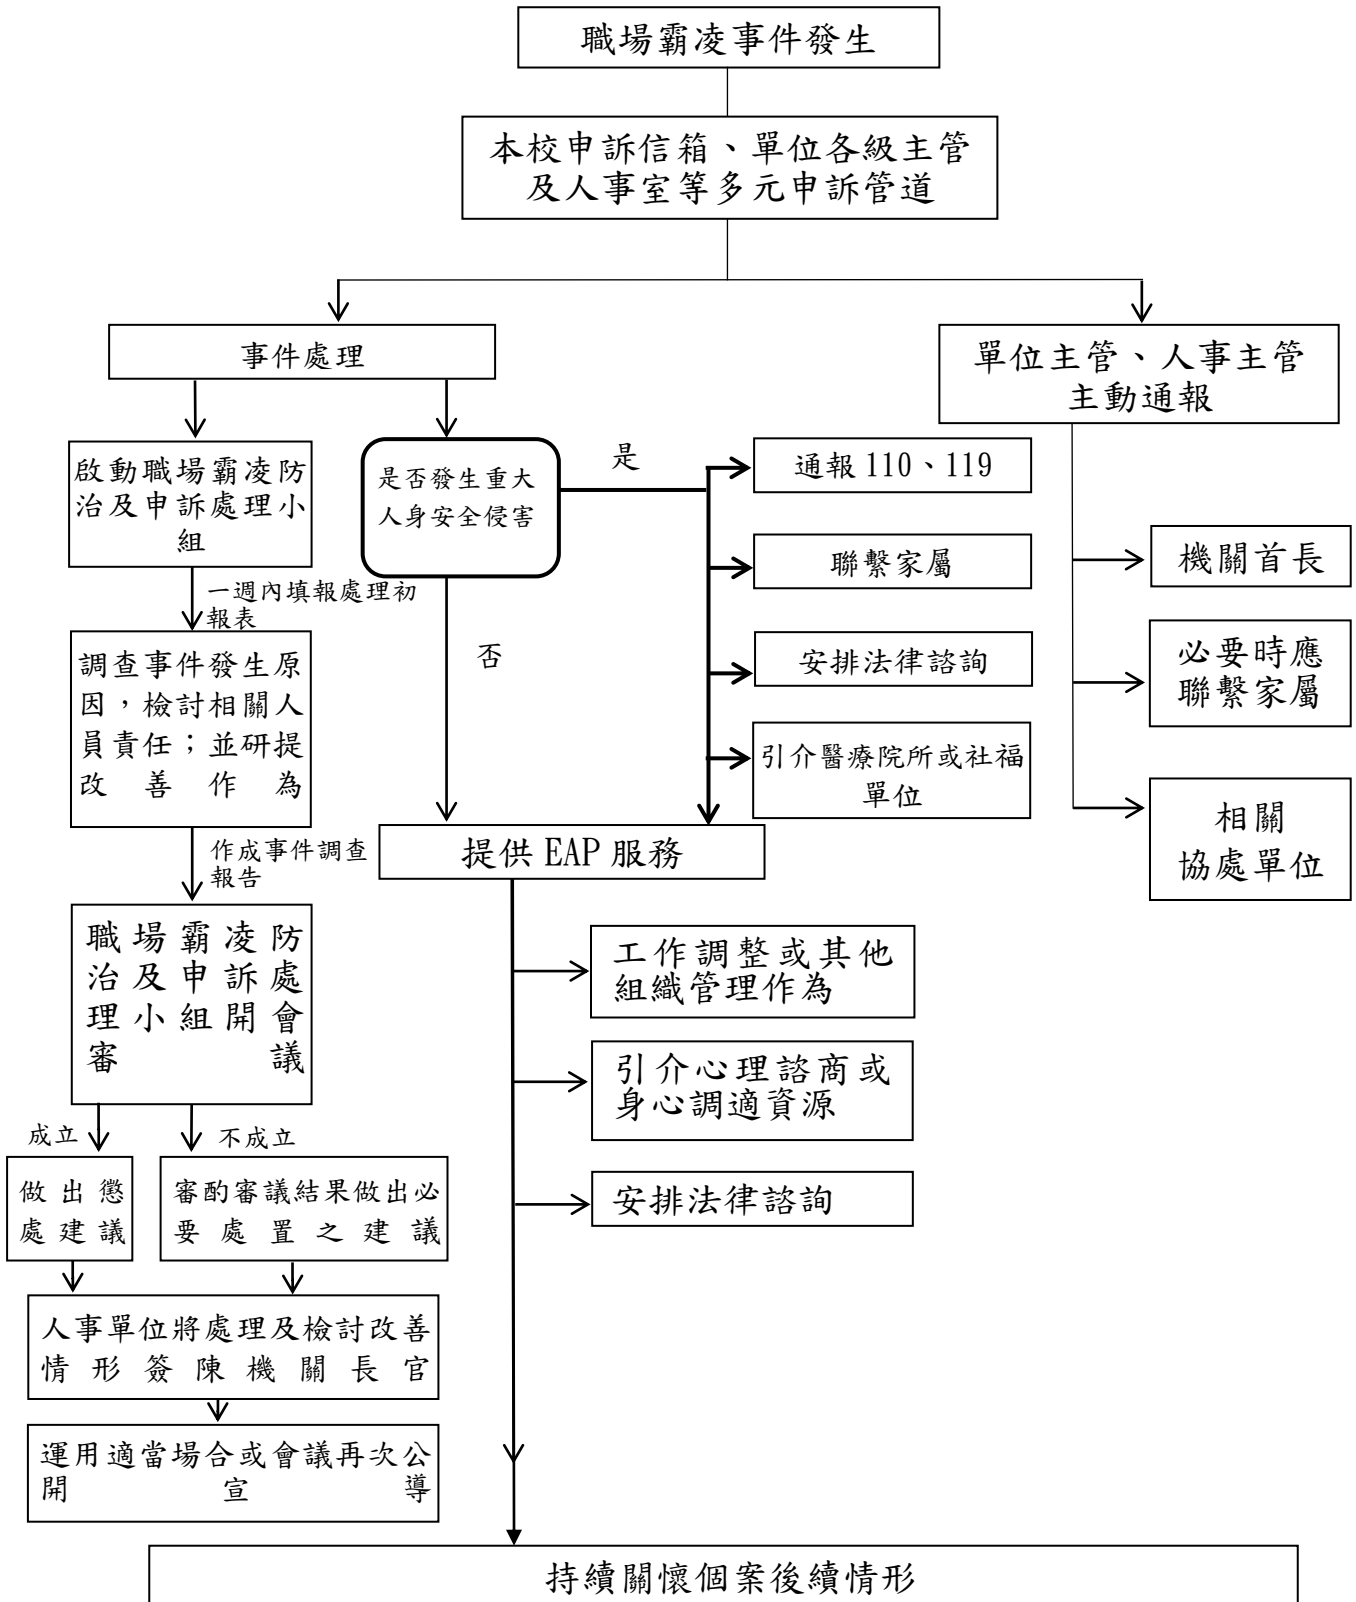 職場霸凌事件發生
本校申訴信箱、單位各級主管
及人事室等多元申訴管道
事件處理
單位主管、人事主管
主動通報
啟動職場霸凌防
治及申訴處理小
組
是否發生重大
人身安全侵害
是
通報 110、119
聯繫家屬
安排法律諮詢
引介醫療院所或社福
單位
機關首長
必要時應
聯繫家屬
相關
協處單位
一週內填報處理初
報表
否
調查事件發生原
因，檢討相關人
員責任；並研提
改善作為
作成事件調查
報告
提供 EAP 服務
職場霸凌防
治及申訴處
理小組開會
審議
工作調整或其他
組織管理作為
引介心理諮商或
身心調適資源
安排法律諮詢
成立
不成立
做出懲
處建議
審酌審議結果做出必
要處置之建議
人事單位將處理及檢討改善
情形簽陳機關長官
運用適當場合或會議再次公
開宣導
持續關懷個案後續情形